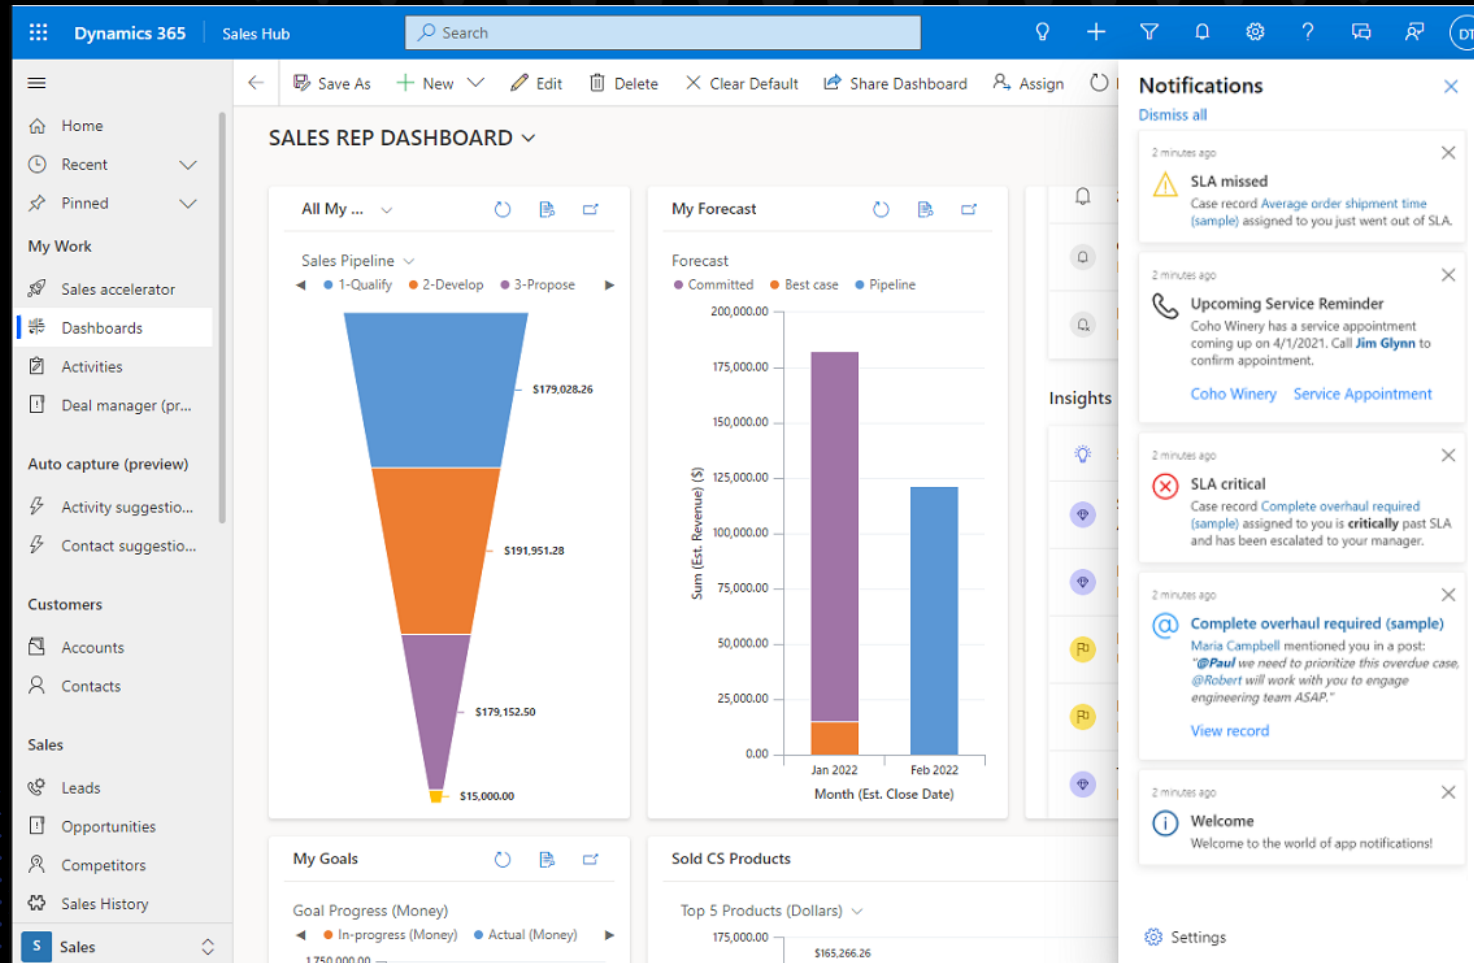 Dynamics 365
Sales Hub
Search
DT
Save As
New
Edit
Delete
Clear Default
Share Dashboard
Assign
Home
Recent
Pinned
My Work
Sales accelerator
Dashboards
Activities
Deal manager (pr...
Auto capture (preview)
Activity suggestio...
Contact suggestio...
Customers
Accounts
Contacts
Sales
Leads
Opportunities
Competitors
Sales History
S
Sales
SALES REP DASHBOARD
All My ...
Sales Pipeline
1-Qualify 2-Develop 3-Propose
$179,028.26
$191,951.28
$179,152.50
$15,000.00
My Forecast
Forecast
Committed Best case Pipeline
200,000.00
175,000.00
150,000.00
125,000.00
100,000.00
75,000.00
50,000.00
25,000.00
0.00
Sum (Est. Revenue) ($)
Jan 2022 Feb 2022
Month (Est. Close Date)
Insights
My Goals
Goal Progress (Money)
In-progress (Money) Actual (Money)
Sold CS Products
Top 5 Products (Dollars)
175,000.00
$165,266.26
Notifications
Dismiss all
2 minutes ago
SLA missed
Case record Average order shipment time
(sample) assigned to you just went out of SLA.
2 minutes ago
Upcoming Service Reminder
Coho Winery has a service appointment
coming up on 4/1/2021. Call Jim Glynn to
confirm appointment.
Coho Winery Service Appointment
2 minutes ago
SLA critical
Case record Complete overhaul required
(sample) assigned to you is critically past SLA
and has been escalated to your manager.
2 minutes ago
Complete overhaul required (sample)
Maria Campbell mentioned you in a post:
"@Paul we need to prioritize this overdue case,
@Robert will work with you to engage
engineering team ASAP."
View record
2 minutes ago
Welcome
Welcome to the world of app notifications!
Settings